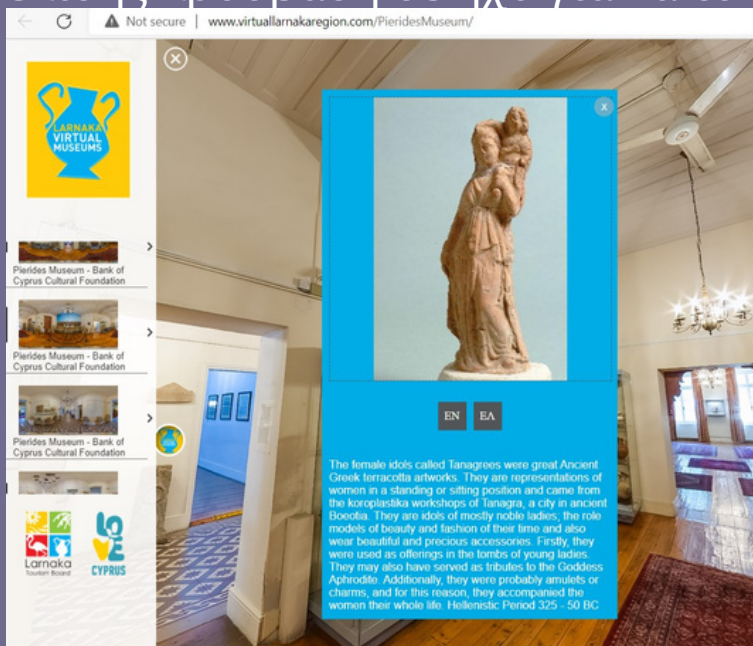 Not secure | www.virtuallarnakaregion.com/PieridesMuseum/
LARNAKA
VIRTUAL
MUSEUMS
Pierides Museum - Bank of
Cyprus Cultural Foundation
Pierides Museum - Bank of
Cyprus Cultural Foundation
Pierides Museum - Bank of
Cyprus Cultural Foundation
Larnaka
Tourism Board
LOVE
CYPRUS
X
EN ΕΛ
The female idols called Tanagrees were great Ancient
Greek terracotta artworks. They are representations of
women in a standing or sitting position and came from
the koroplastika workshops of Tanagra, a city in ancient
Boeotia. They are idols of mostly noble ladies; the role
models of beauty and fashion of their time and also
wear beautiful and precious accessories. Firstly, they
were used as offerings in the tombs of young ladies.
They may also have served as tributes to the Goddess
Aphrodite. Additionally, they were probably amulets or
charms, and for this reason, they accompanied the
women their whole life. Hellenistic Period 325 - 50 BC